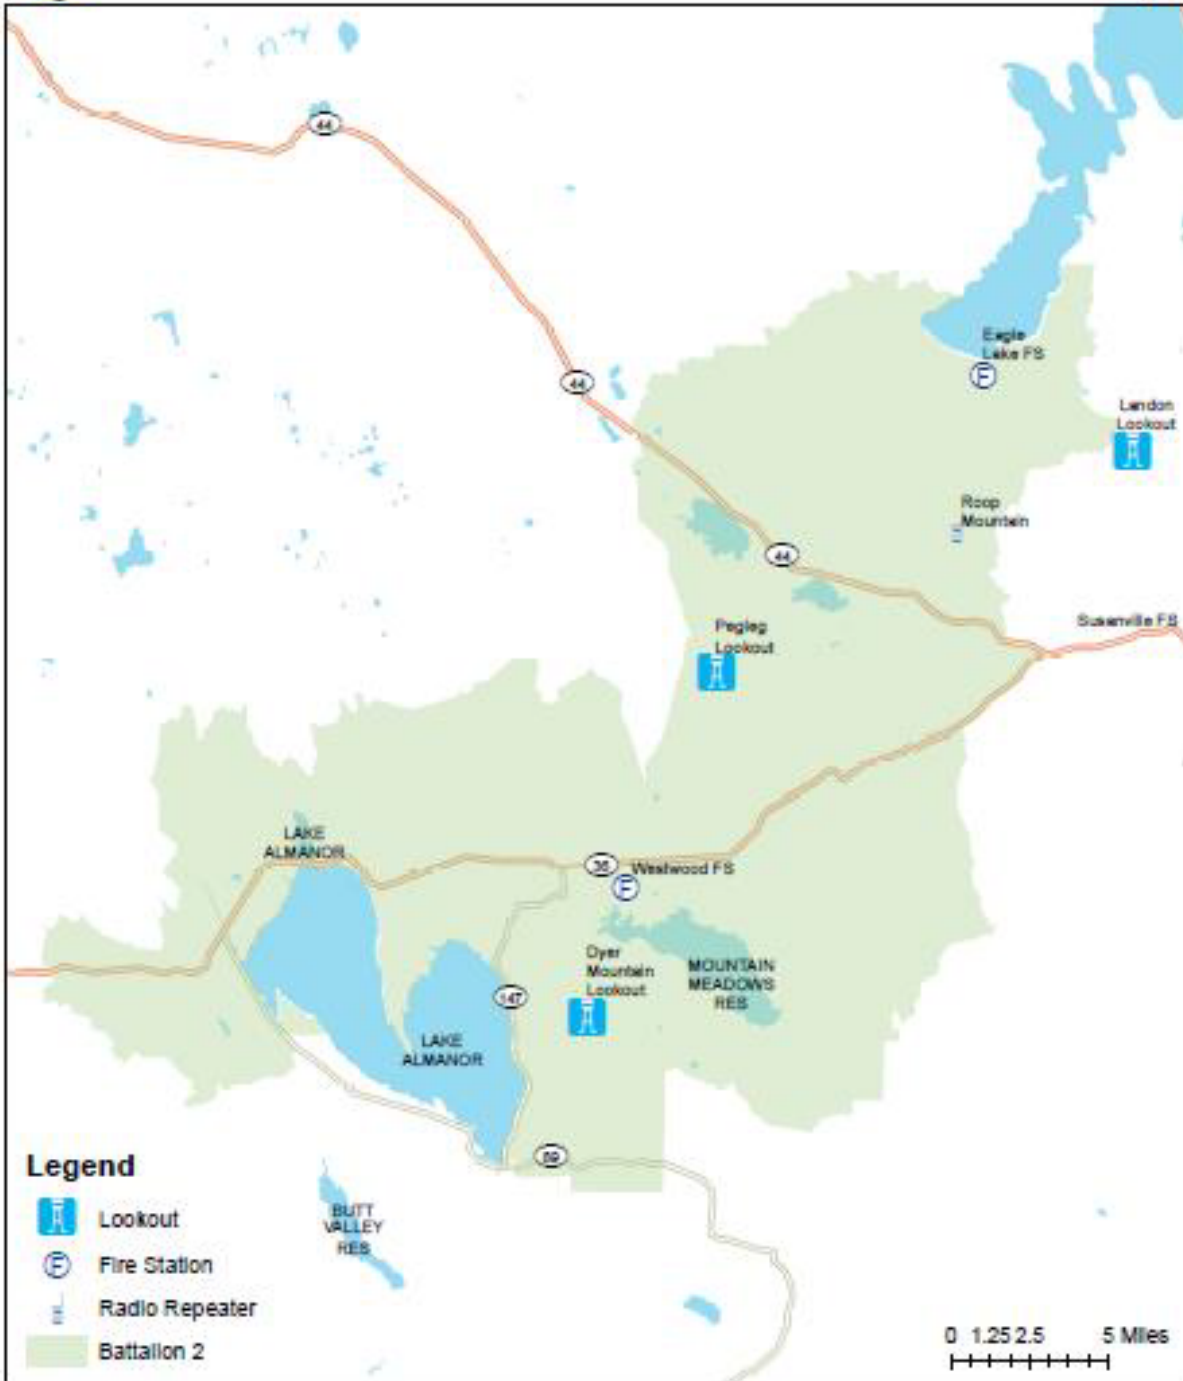 44
44
Eagle
Lake FS
F
Landon
Lookout
Roop
Mountain
44
Susanville FS
Pegleg
Lookout
LAKE
ALMANOR
36
Westwood FS
F
Dyer
Mountain
Lookout
MOUNTAIN
MEADOWS
RES
147
LAKE
ALMANOR
89
Legend
Lookout
F
Fire Station
Radio Repeater
Battalion 2
BUTT
VALLEY
RES
0 1.25 2.5 5 Miles